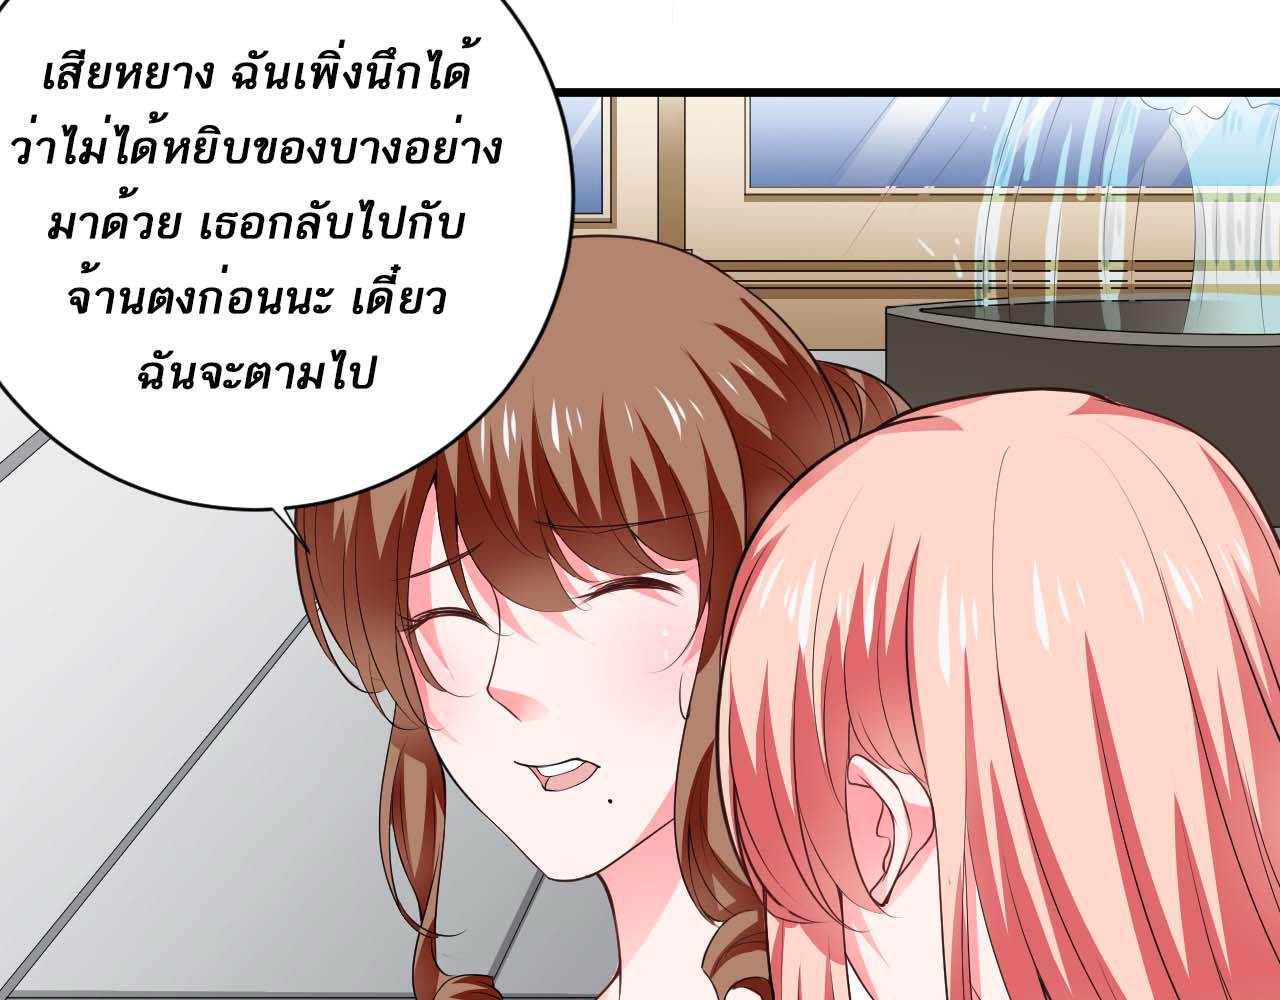 เสียหยาง ฉันเพิ่งนึกได้
ว่าไม่ได้หยิบของบางอย่าง
มาด้วย เธอกลับไปกับ
จ้านตงก่อนนะ เดี๋ยว
ฉันจะตามไป